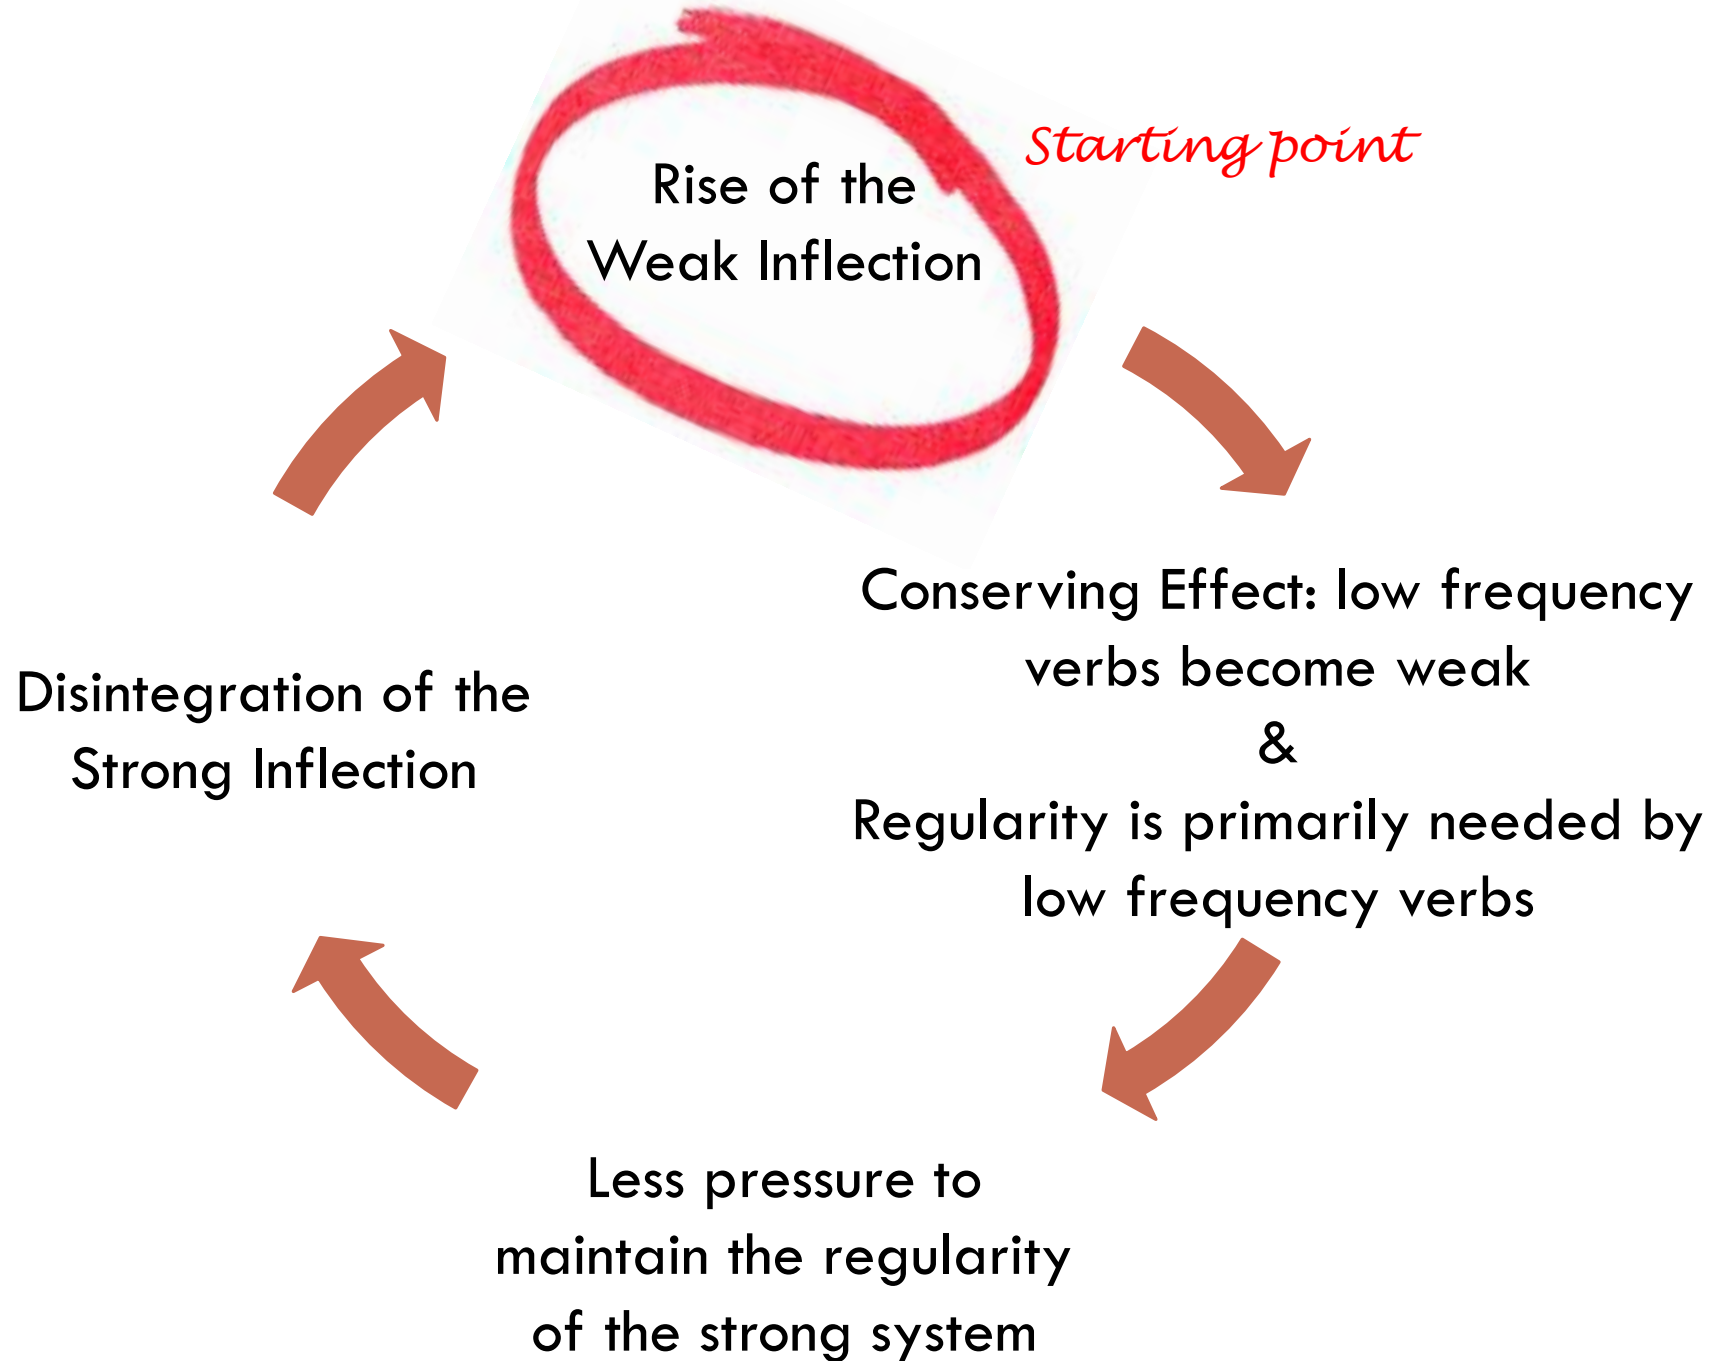 Starting point
Rise of the
Weak Inflection
Conserving Effect: low frequency
verbs become weak
&
Regularity is primarily needed by
low frequency verbs
Less pressure to
maintain the regularity
of the strong system
Disintegration of the
Strong Inflection